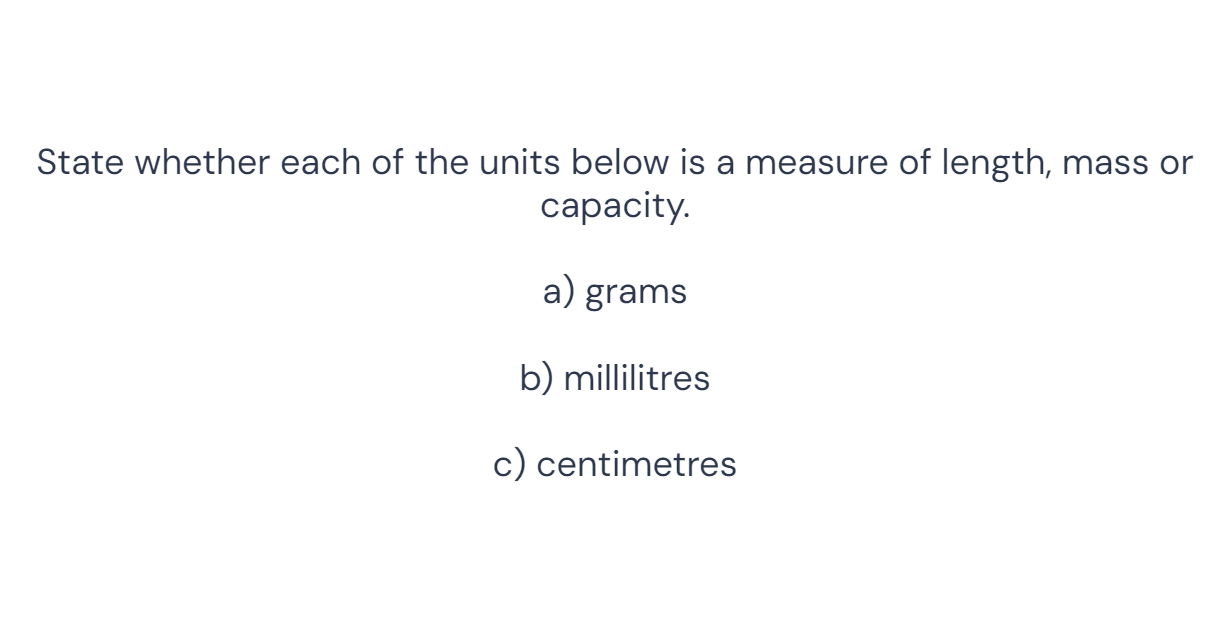 State whether each of the units below is a measure of length, mass or
capacity.
a) grams
b) millilitres
c) centimetres